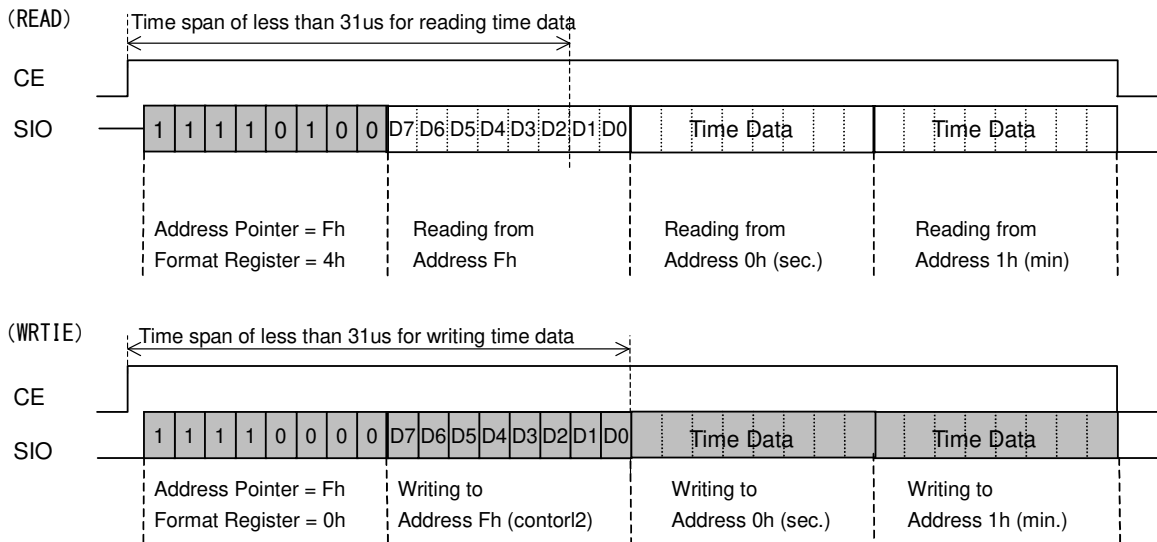 (READ)
Time span of less than 31us for reading time data
CE
SIO
1 1 1 1 0 1 0 0 D7 D6 D5 D4 D3 D2 D1 D0 Time Data Time Data
Address Pointer = Fh Reading from Reading from Reading from
Format Register = 4h Address Fh Address 0h (sec.) Address 1h (min)
(WRTIE)
Time span of less than 31us for writing time data
CE
SIO
1 1 1 1 0 0 0 0 D7 D6 D5 D4 D3 D2 D1 D0 Time Data Time Data
Address Pointer = Fh Writing to Writing to Writing to
Format Register = 0h Address Fh (contorl2) Address 0h (sec.) Address 1h (min.)